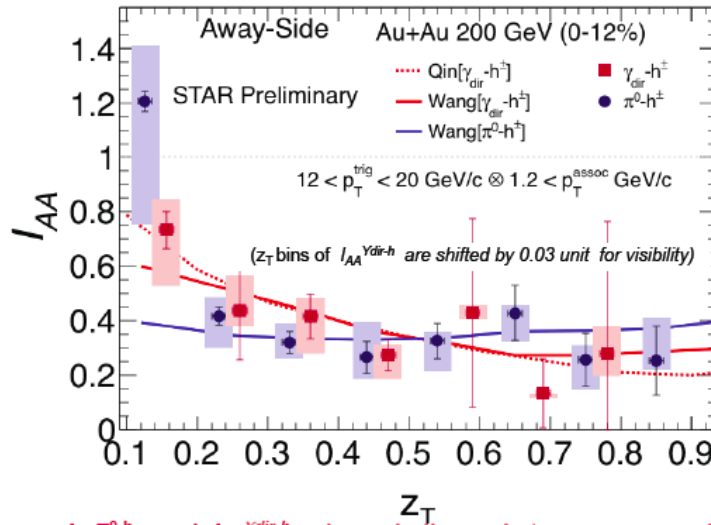 Away-Side Au+Au 200 GeV (0-12%)
STAR Preliminary
Qin[γdir-h±]
Wang[γdir-h±]
Wang[π⁰-h±]
γdir-h±
π⁰-h±
12 < pTtrig < 20 GeV/c ⊗ 1.2 < pTassoc GeV/c
(zT bins of IAAγdir-h are shifted by 0.03 unit for visibility)
IAA
1.4
1.2
1
0.8
0.6
0.4
0.2
0
0.1 0.2 0.3 0.4 0.5 0.6 0.7 0.8 0.9
zT